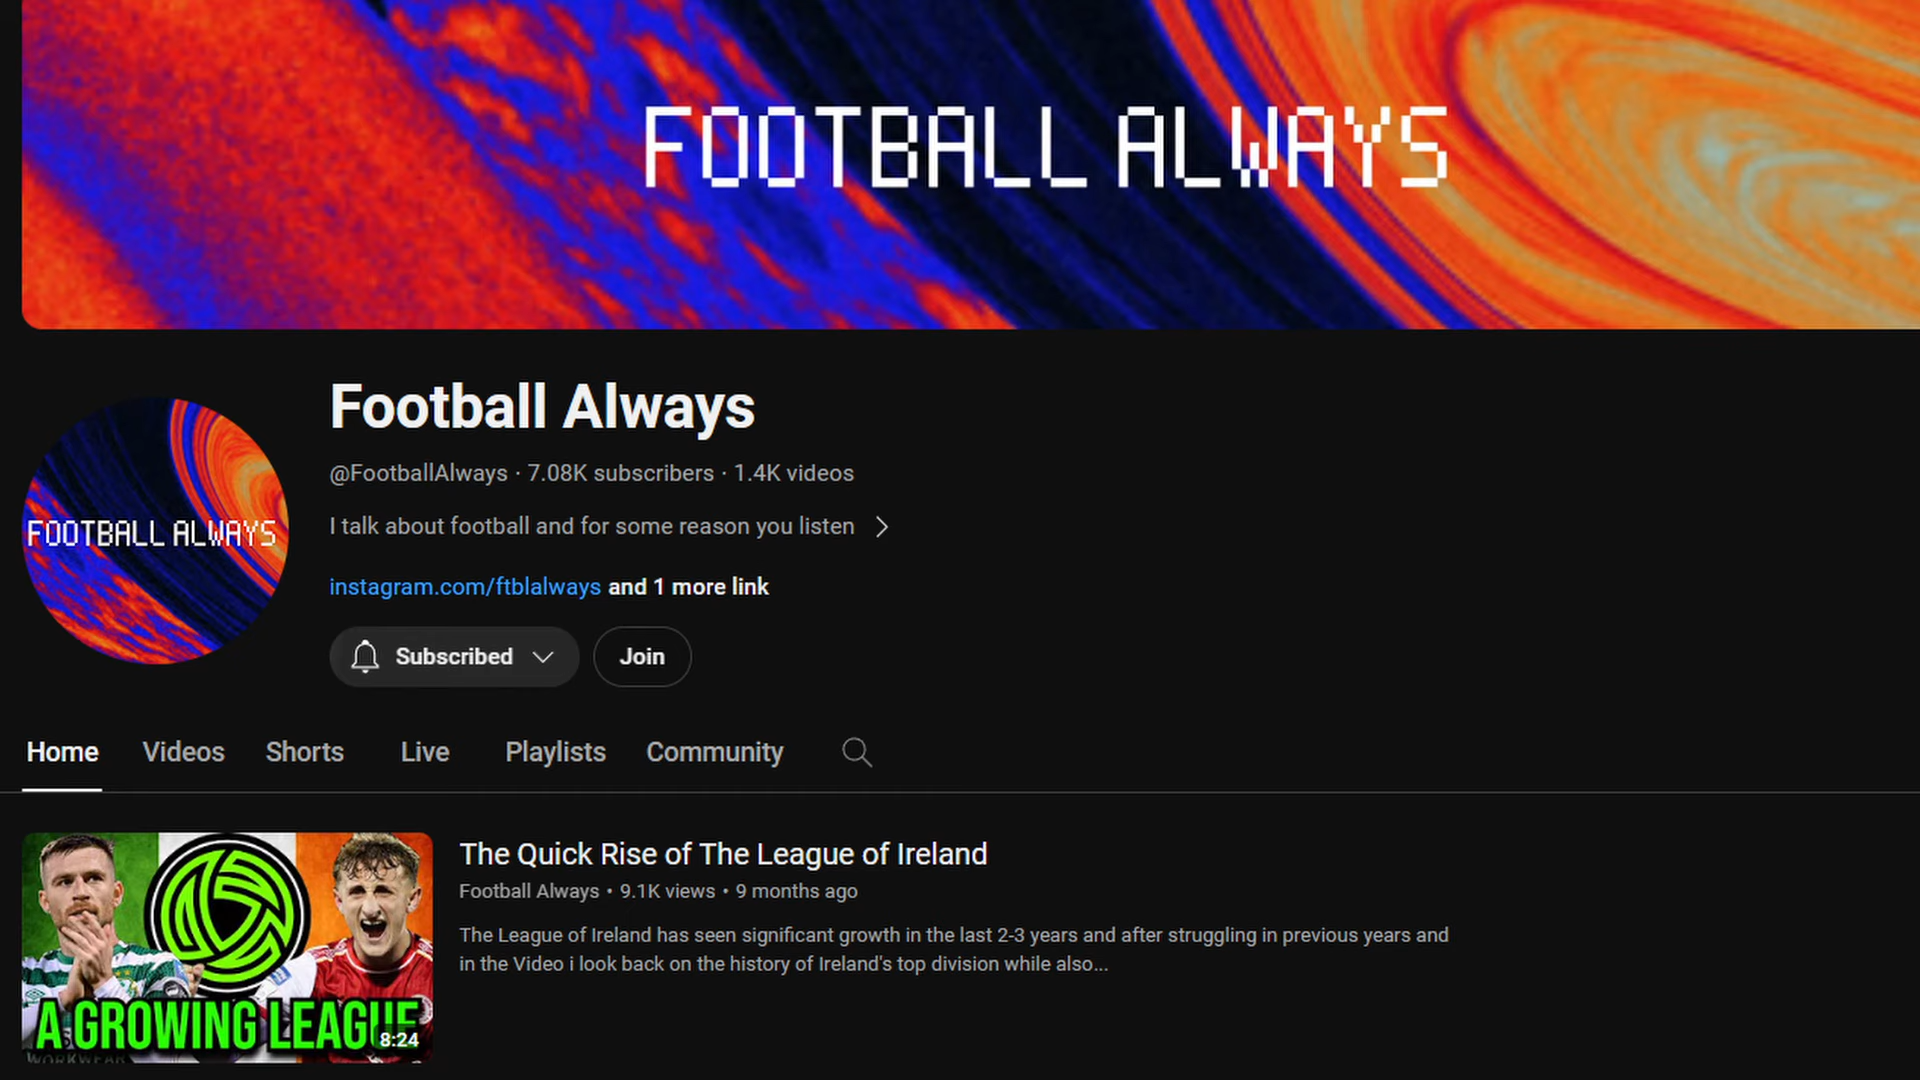 FOOTBALL ALWAYS
Football Always
@FootballAlways · 7.08K subscribers · 1.4K videos
FOOTBALL ALWAYS
I talk about football and for some reason you listen
instagram.com/ftblalways and 1 more link
Subscribed
Join
Home Videos Shorts Live Playlists Community
The Quick Rise of The League of Ireland
Football Always • 9.1K views • 9 months ago
The League of Ireland has seen significant growth in the last 2-3 years and after struggling in previous years and
in the Video i look back on the history of Ireland's top division while also...
A GROWING LEAGUE
8:24
WORKWEAR